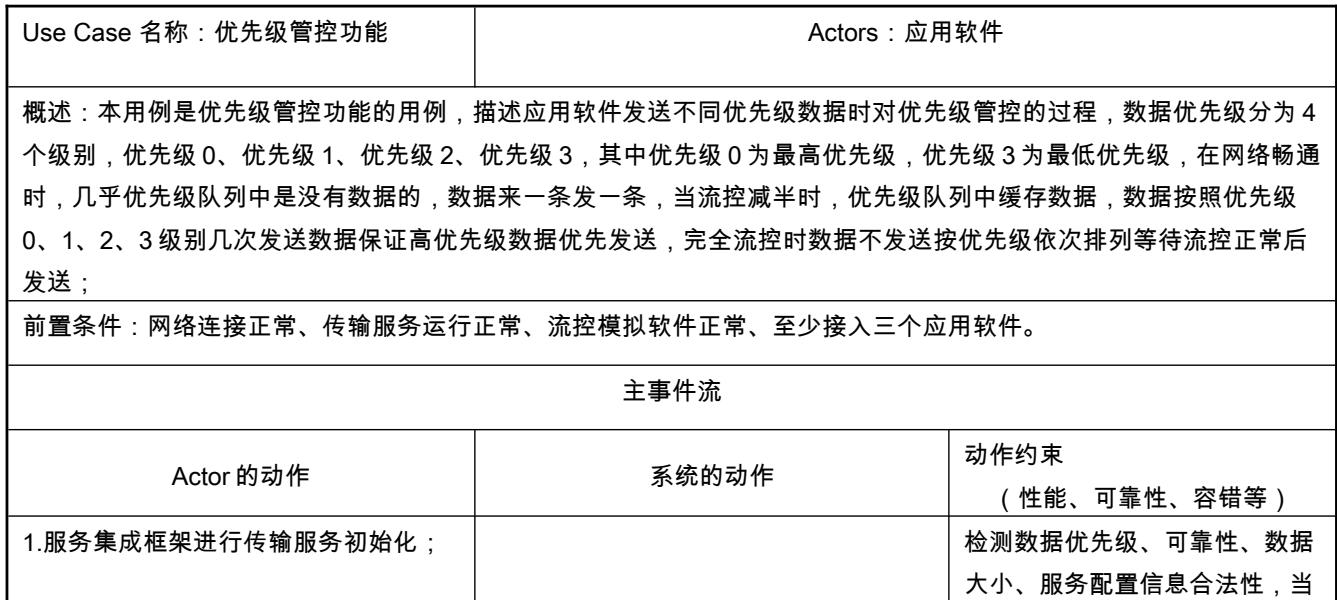 Use Case 名称：优先级管控功能
Actors：应用软件
概述：本用例是优先级管控功能的用例，描述应用软件发送不同优先级数据时对优先级管控的过程，数据优先级分为 4
个级别，优先级 0、优先级 1、优先级 2、优先级 3，其中优先级 0 为最高优先级，优先级 3 为最低优先级，在网络畅通
时，几乎优先级队列中是没有数据的，数据来一条发一条，当流控减半时，优先级队列中缓存数据，数据按照优先级
0、1、2、3 级别几次发送数据保证高优先级数据优先发送，完全流控时数据不发送按优先级依次排列等待流控正常后
发送；
前置条件：网络连接正常、传输服务运行正常、流控模拟软件正常、至少接入三个应用软件。
主事件流
Actor 的动作
系统的动作
动作约束
（性能、可靠性、容错等）
1.服务集成框架进行传输服务初始化；
检测数据优先级、可靠性、数据
大小、服务配置信息合法性，当